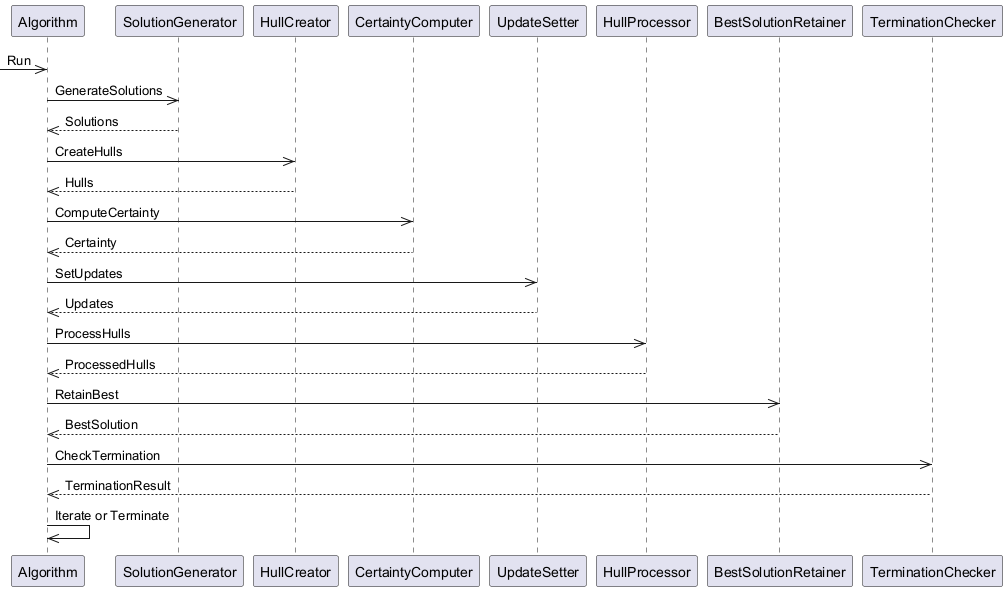 Algorithm SolutionGenerator HullCreator CertaintyComputer UpdateSetter HullProcessor BestSolutionRetainer TerminationChecker
Run
GenerateSolutions
Solutions
CreateHulls
Hulls
ComputeCertainty
Certainty
SetUpdates
Updates
ProcessHulls
ProcessedHulls
RetainBest
BestSolution
CheckTermination
TerminationResult
Iterate or Terminate
Algorithm SolutionGenerator HullCreator CertaintyComputer UpdateSetter HullProcessor BestSolutionRetainer TerminationChecker